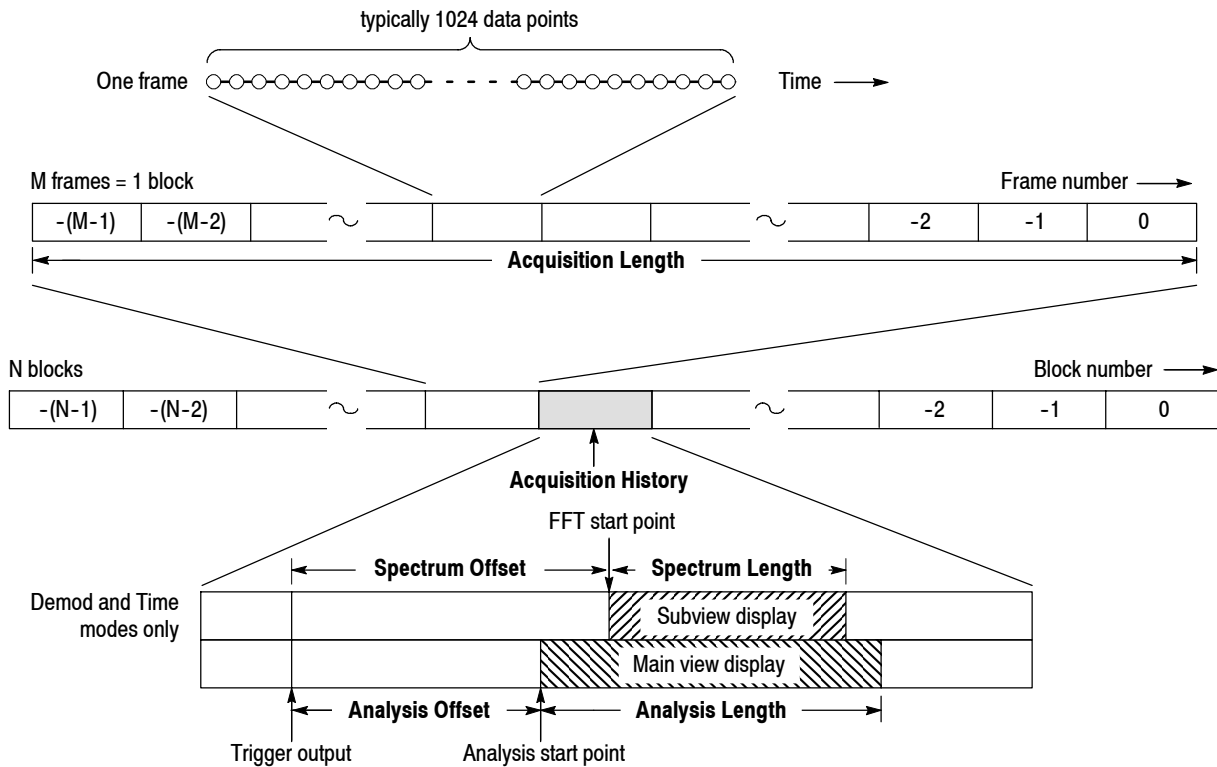 typically 1024 data points
One frame
Time
M frames = 1 block
Frame number
-(M-1) -(M-2) -2 -1 0
Acquisition Length
N blocks
Block number
-(N-1) -(N-2) -2 -1 0
Acquisition History
FFT start point
Spectrum Offset Spectrum Length
Demod and Time
modes only
Subview display
Main view display
Analysis Offset Analysis Length
Trigger output Analysis start point